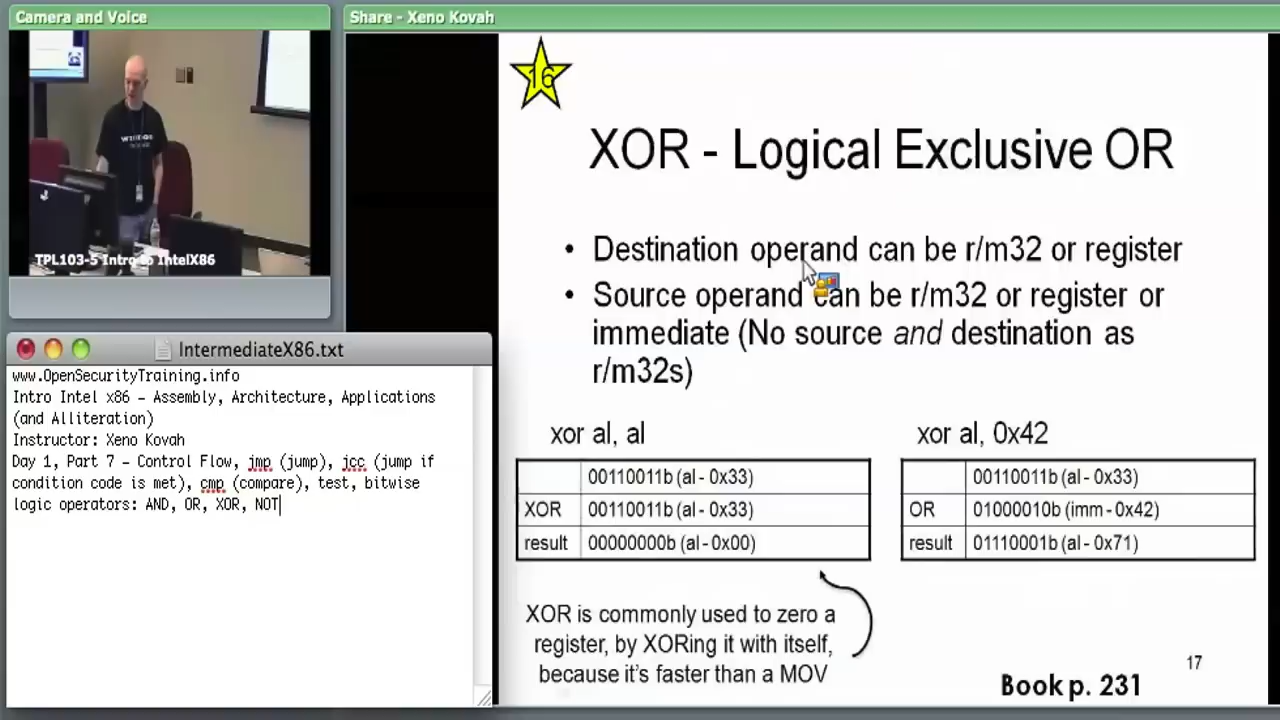 Camera and Voice
TPL103-5 Intro to IntelX86
IntermediateX86.txt
www.OpenSecurityTraining.info
Intro Intel x86 – Assembly, Architecture, Applications
(and Alliteration)
Instructor: Xeno Kovah
Day 1, Part 7 – Control Flow, jmp (jump), jcc (jump if
condition code is met), cmp (compare), test, bitwise
logic operators: AND, OR, XOR, NOT
Share - Xeno Kovah
16
XOR - Logical Exclusive OR
• Destination operand can be r/m32 or register
• Source operand can be r/m32 or register or
immediate (No source and destination as
r/m32s)
xor al, al
00110011b (al - 0x33)
XOR 00110011b (al - 0x33)
result 00000000b (al - 0x00)
xor al, 0x42
00110011b (al - 0x33)
OR 01000010b (imm - 0x42)
result 01110001b (al - 0x71)
XOR is commonly used to zero a
register, by XORing it with itself,
because it's faster than a MOV
17
Book p. 231